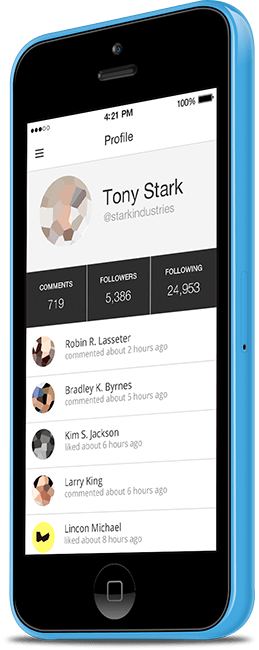 4:21 PM
100%
Profile
Tony Stark
@starkindustries
COMMENTS
719
FOLLOWERS
5,386
FOLLOWING
24,953
Robin R. Lasseter
commented about 2 hours ago
Bradley K. Byrnes
commented about 5 hours ago
Kim S. Jackson
liked about 6 hours ago
Larry King
commented about 6 hours ago
Lincon Michael
liked about 8 hours ago